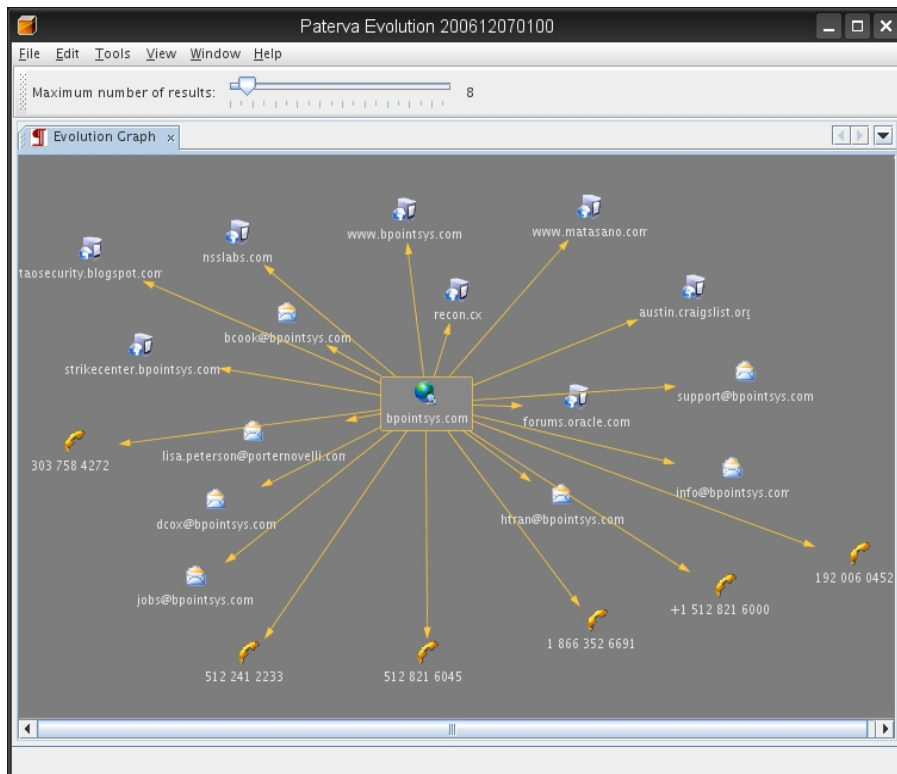 Paterva Evolution 200612070100
File Edit Tools View Window Help
Maximum number of results: 8
Evolution Graph x
www.bpointsys.com
www.matasano.com
nsslabs.com
taosecurity.blogspot.com
recon.cx
austin.craigslist.org
bcook@bpointsys.com
strikecenter.bpointsys.com
support@bpointsys.com
bpointsys.com
forums.oracle.com
lisa.peterson@porternovelli.com
303 758 4272
info@bpointsys.com
dcox@bpointsys.com
htran@bpointsys.com
192 006 0452
jobs@bpointsys.com
+1 512 821 6000
1 866 352 6691
512 241 2233
512 821 6045